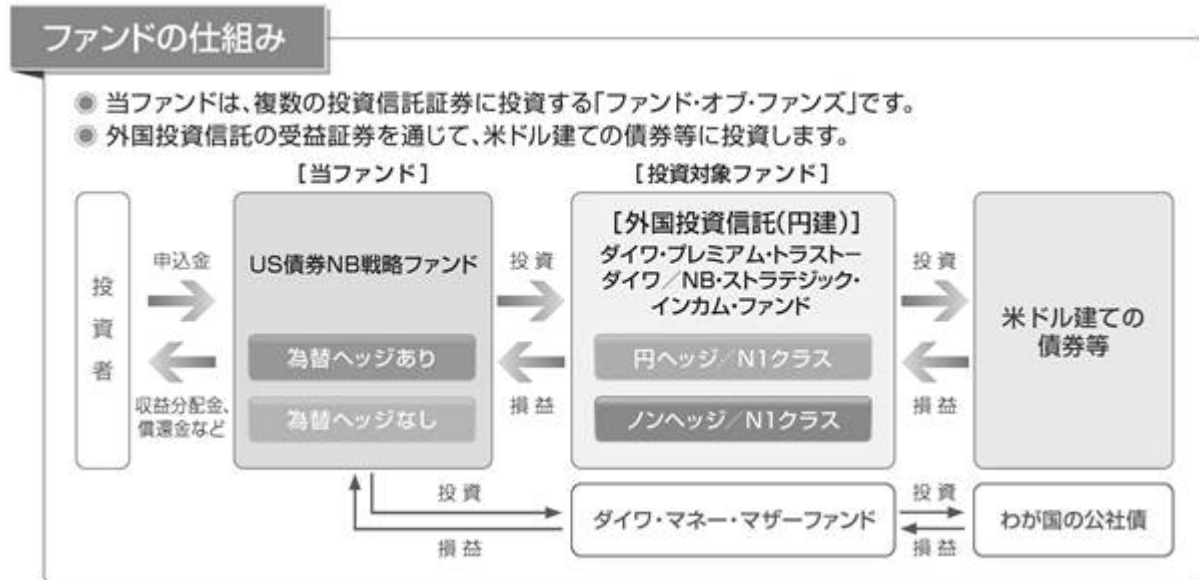 ファンドの仕組み
● 当ファンドは、複数の投資信託証券に投資する「ファンド・オブ・ファンズ」です。
● 外国投資信託の受益証券を通じて、米ドル建ての債券等に投資します。
[当ファンド]
[投資対象ファンド]
投資者
申込金
収益分配金、
償還金など
US債券NB戦略ファンド
為替ヘッジあり
為替ヘッジなし
投資
損益
[外国投資信託(円建)]
ダイワ・プレミアム・トラストー
ダイワ/NB・ストラテジック・
インカム・ファンド
円ヘッジ/N1クラス
ノンヘッジ/N1クラス
投資
損益
米ドル建ての
債券等
投資
損益
ダイワ・マネー・マザーファンド
投資
損益
わが国の公社債